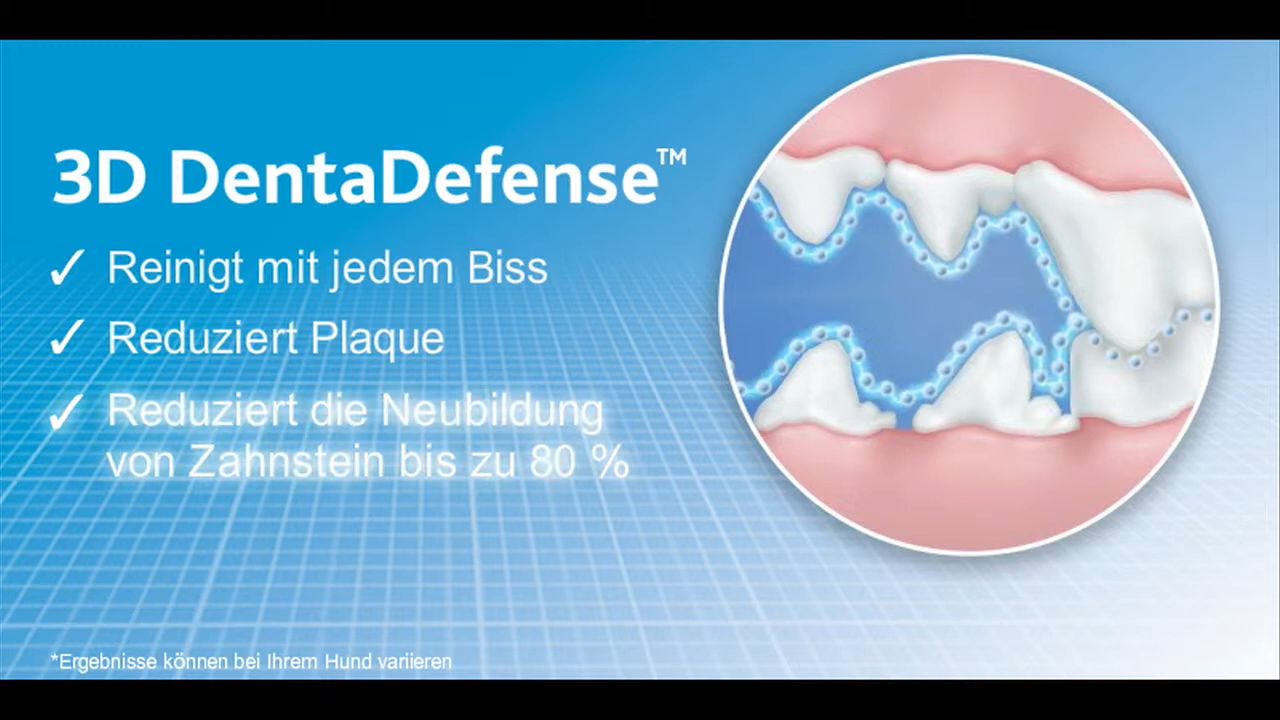 3D DentaDefense™
✓ Reinigt mit jedem Biss
✓ Reduziert Plaque
✓ Reduziert die Neubildung
von Zahnstein bis zu 80 %
*Ergebnisse können bei Ihrem Hund variieren